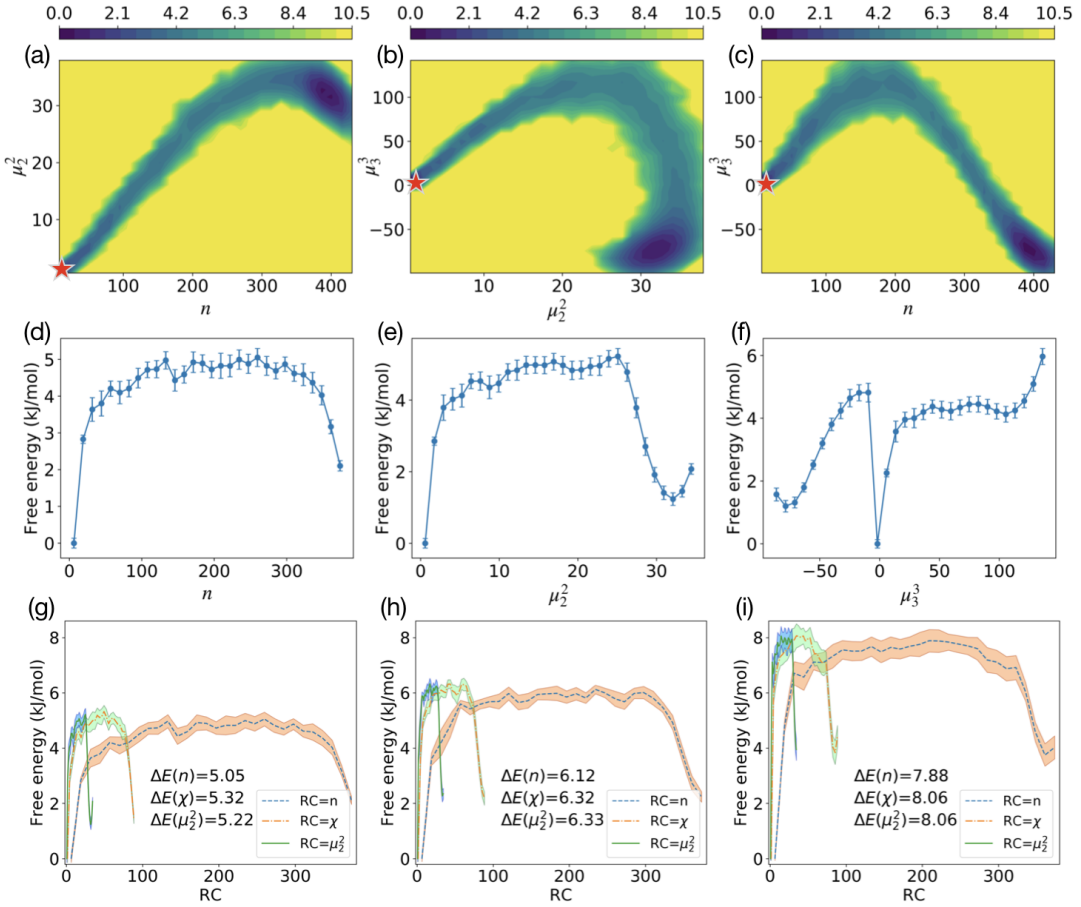 0.0 2.1 4.2 6.3 8.4 10.5
0.0 2.1 4.2 6.3 8.4 10.5
0.0 2.1 4.2 6.3 8.4 10.5
(a)
30
20
10
μ₂²
100 200 300 400
n
(b)
100
50
0
−50
μ₃³
10 20 30
μ₂²
(c)
100
50
0
−50
μ₃³
100 200 300 400
n
(d)
5
4
3
2
1
0
Free energy (kJ/mol)
0 100 200 300
n
(e)
4
2
0
Free energy (kJ/mol)
0 10 20 30
μ₂²
(f)
6
4
2
0
Free energy (kJ/mol)
−50 0 50 100
μ₃³
(g)
8
6
4
2
0
Free energy (kJ/mol)
ΔE(n)=5.05
ΔE(χ)=5.32
ΔE(μ₂²)=5.22
RC=n
RC=χ
RC=μ₂²
0 100 200 300
RC
(h)
8
6
4
2
0
Free energy (kJ/mol)
ΔE(n)=6.12
ΔE(χ)=6.32
ΔE(μ₂²)=6.33
RC=n
RC=χ
RC=μ₂²
0 100 200 300
RC
(i)
8
6
4
2
0
Free energy (kJ/mol)
ΔE(n)=7.88
ΔE(χ)=8.06
ΔE(μ₂²)=8.06
RC=n
RC=χ
RC=μ₂²
0 100 200 300
RC